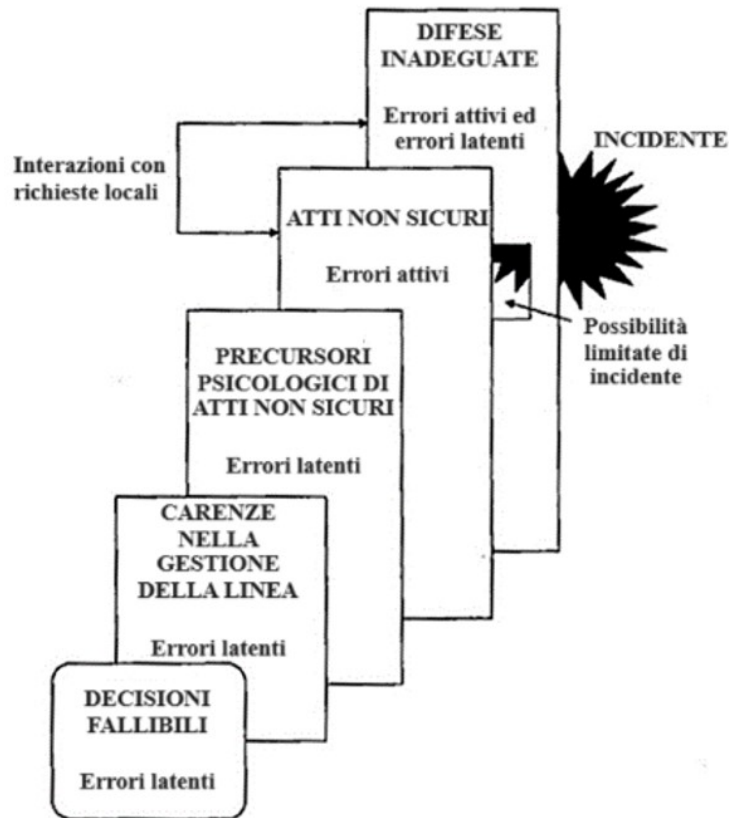 DIFESE
INADEGUATE
Errori attivi ed
errori latenti
INCIDENTE
Interazioni con
richieste locali
ATTI NON SICURI
Errori attivi
Possibilità
limitate di
incidente
PRECURSORI
PSICOLOGICI DI
ATTI NON SICURI
Errori latenti
CARENZE
NELLA
GESTIONE
DELLA LINEA
Errori latenti
DECISIONI
FALLIBILI
Errori latenti